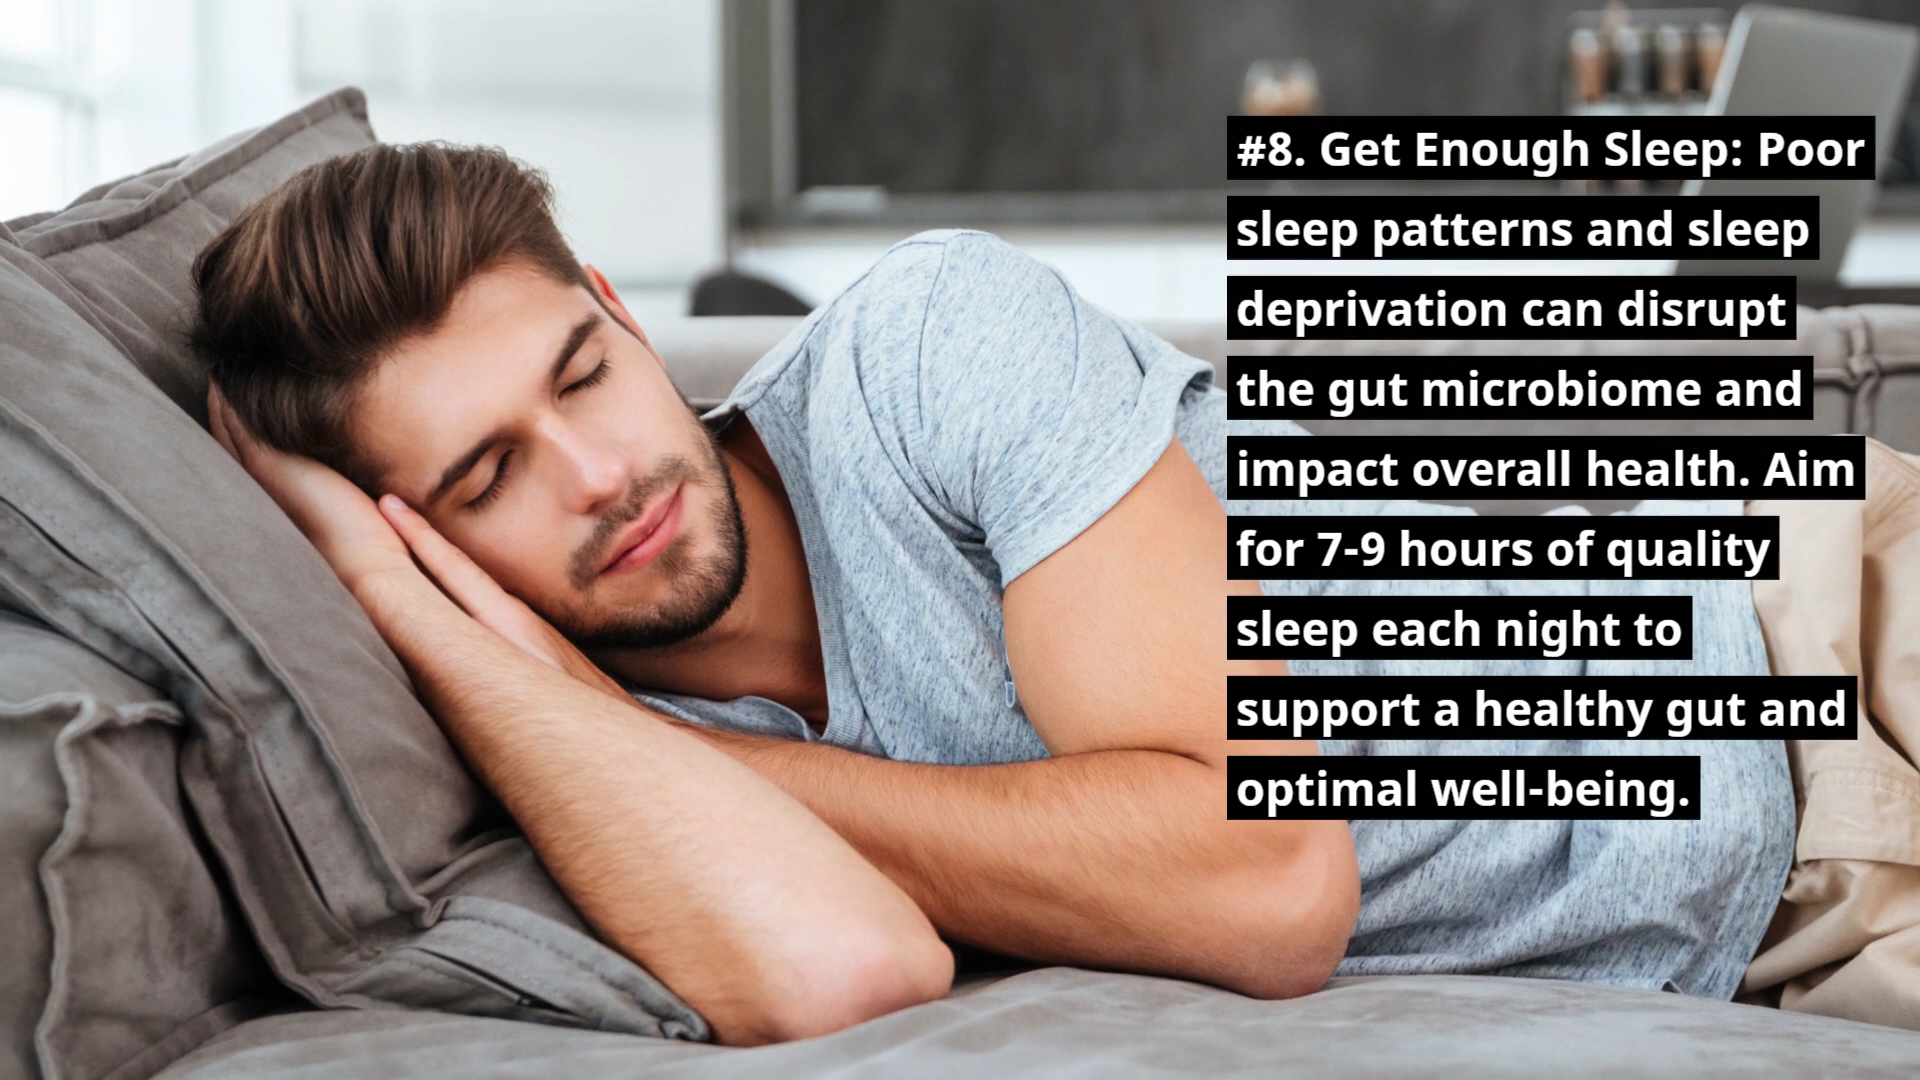 #8. Get Enough Sleep: Poor
sleep patterns and sleep
deprivation can disrupt
the gut microbiome and
impact overall health. Aim
for 7-9 hours of quality
sleep each night to
support a healthy gut and
optimal well-being.